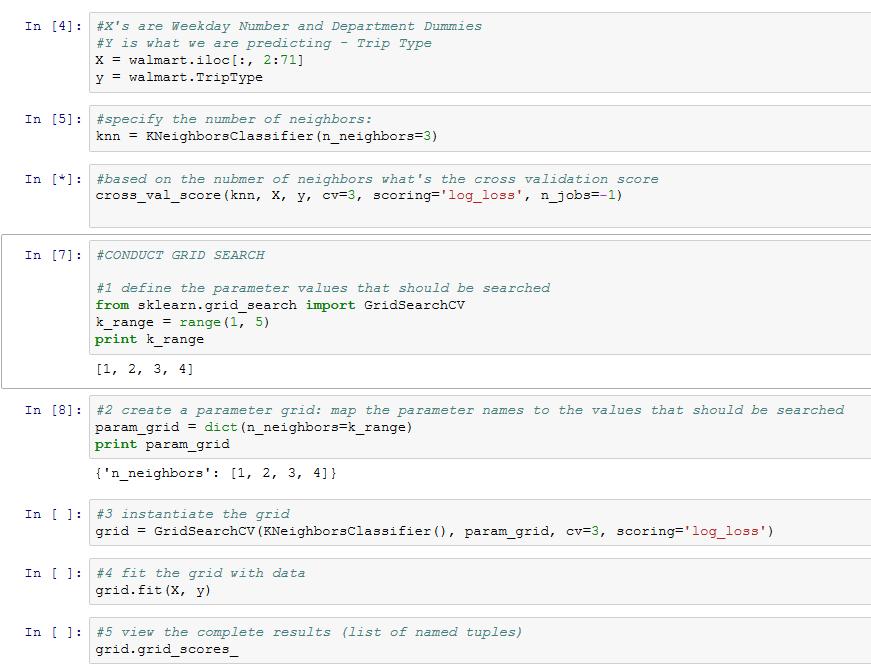 In [4]: #X's are Weekday Number and Department Dummies
#Y is what we are predicting - Trip Type
X = walmart.iloc[:, 2:71]
y = walmart.TripType
In [5]: #specify the number of neighbors:
knn = KNeighborsClassifier(n_neighbors=3)
In [*]: #based on the nubmer of neighbors what's the cross validation score
cross_val_score(knn, X, y, cv=3, scoring='log_loss', n_jobs=-1)
In [7]: #CONDUCT GRID SEARCH
#1 define the parameter values that should be searched
from sklearn.grid_search import GridSearchCV
k_range = range(1, 5)
print k_range
[1, 2, 3, 4]
In [8]: #2 create a parameter grid: map the parameter names to the values that should be searched
param_grid = dict(n_neighbors=k_range)
print param_grid
{'n_neighbors': [1, 2, 3, 4]}
In [ ]: #3 instantiate the grid
grid = GridSearchCV(KNeighborsClassifier(), param_grid, cv=3, scoring='log_loss')
In [ ]: #4 fit the grid with data
grid.fit(X, y)
In [ ]: #5 view the complete results (list of named tuples)
grid.grid_scores_